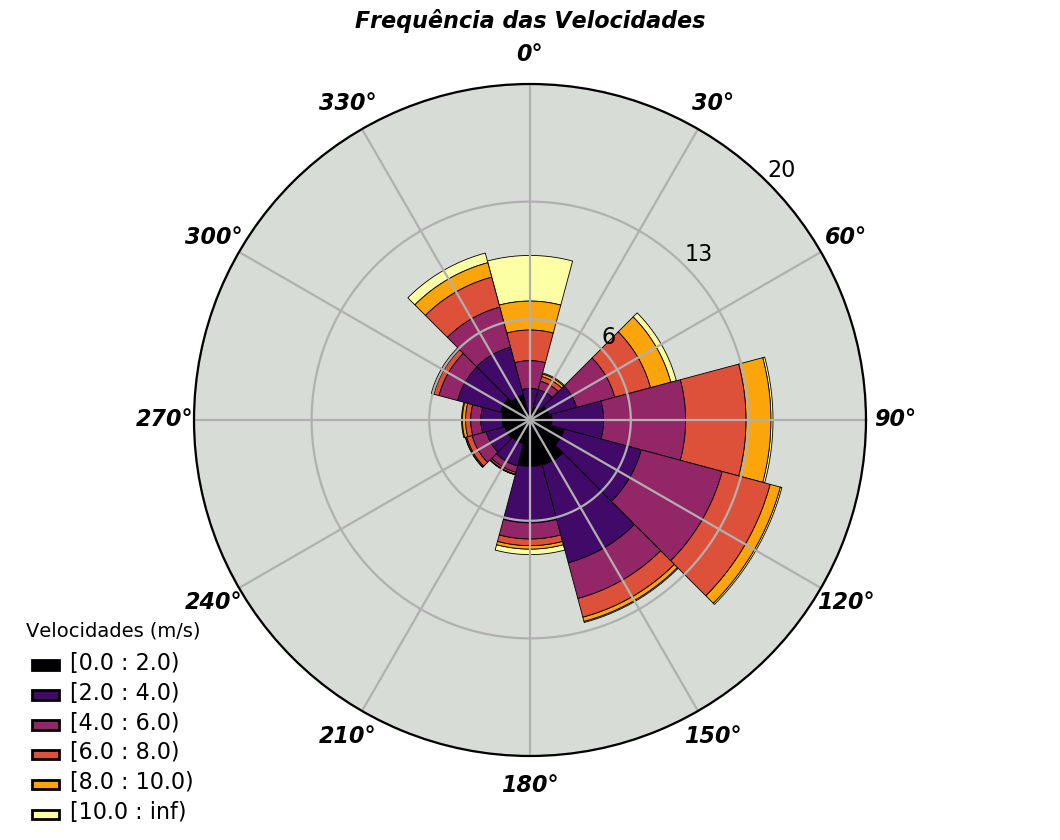 Frequência das Velocidades
0°
330°
30°
20
300°
60°
13
6
270°
90°
240°
120°
210°
150°
180°
Velocidades (m/s)
[0.0 : 2.0)
[2.0 : 4.0)
[4.0 : 6.0)
[6.0 : 8.0)
[8.0 : 10.0)
[10.0 : inf)